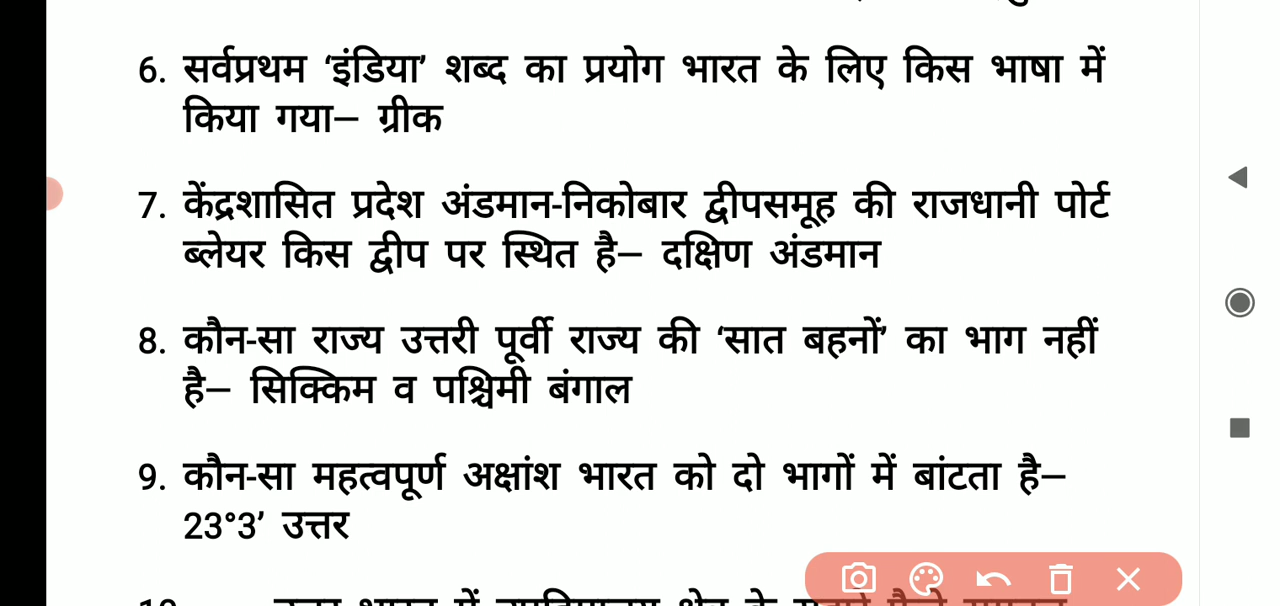 6. सर्वप्रथम ‘इंडिया’ शब्द का प्रयोग भारत के लिए किस भाषा में
किया गया– ग्रीक
7. केंद्रशासित प्रदेश अंडमान-निकोबार द्वीपसमूह की राजधानी पोर्ट
ब्लेयर किस द्वीप पर स्थित है– दक्षिण अंडमान
8. कौन-सा राज्य उत्तरी पूर्वी राज्य की ‘सात बहनों’ का भाग नहीं
है– सिक्किम व पश्चिमी बंगाल
9. कौन-सा महत्वपूर्ण अक्षांश भारत को दो भागों में बांटता है–
23°3’ उत्तर